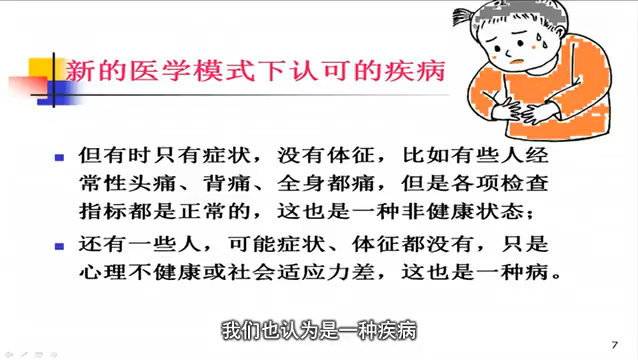 新的医学模式下认可的疾病
但有时只有症状，没有体征，比如有些人经
常性头痛、背痛、全身都痛，但是各项检查
指标都是正常的，这也是一种非健康状态；
还有一些人，可能症状、体征都没有，只是
心理不健康或社会适应力差，这也是一种病。
我们也认为是一种疾病
7